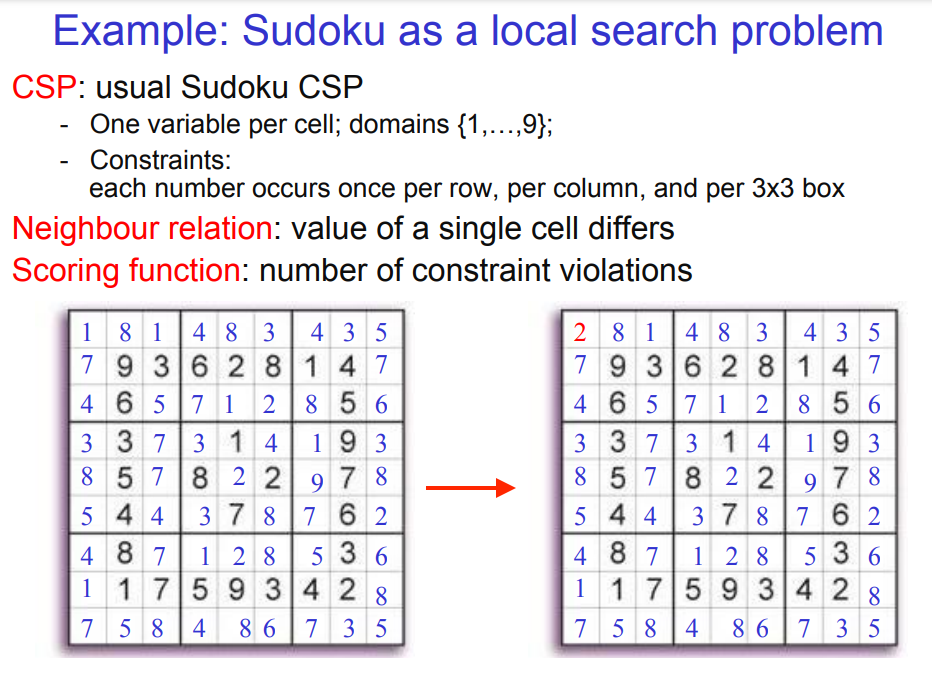 Example: Sudoku as a local search problem
CSP: usual Sudoku CSP
- One variable per cell; domains {1,…,9};
- Constraints:
each number occurs once per row, per column, and per 3x3 box
Neighbour relation: value of a single cell differs
Scoring function: number of constraint violations
1 8 1 4 8 3 4 3 5
7 9 3 6 2 8 1 4 7
4 6 5 7 1 2 8 5 6
3 3 7 3 1 4 1 9 3
8 5 7 8 2 2 9 7 8
5 4 4 3 7 8 7 6 2
4 8 7 1 2 8 5 3 6
1 1 7 5 9 3 4 2 8
7 5 8 4 8 6 7 3 5
2 8 1 4 8 3 4 3 5
7 9 3 6 2 8 1 4 7
4 6 5 7 1 2 8 5 6
3 3 7 3 1 4 1 9 3
8 5 7 8 2 2 9 7 8
5 4 4 3 7 8 7 6 2
4 8 7 1 2 8 5 3 6
1 1 7 5 9 3 4 2 8
7 5 8 4 8 6 7 3 5